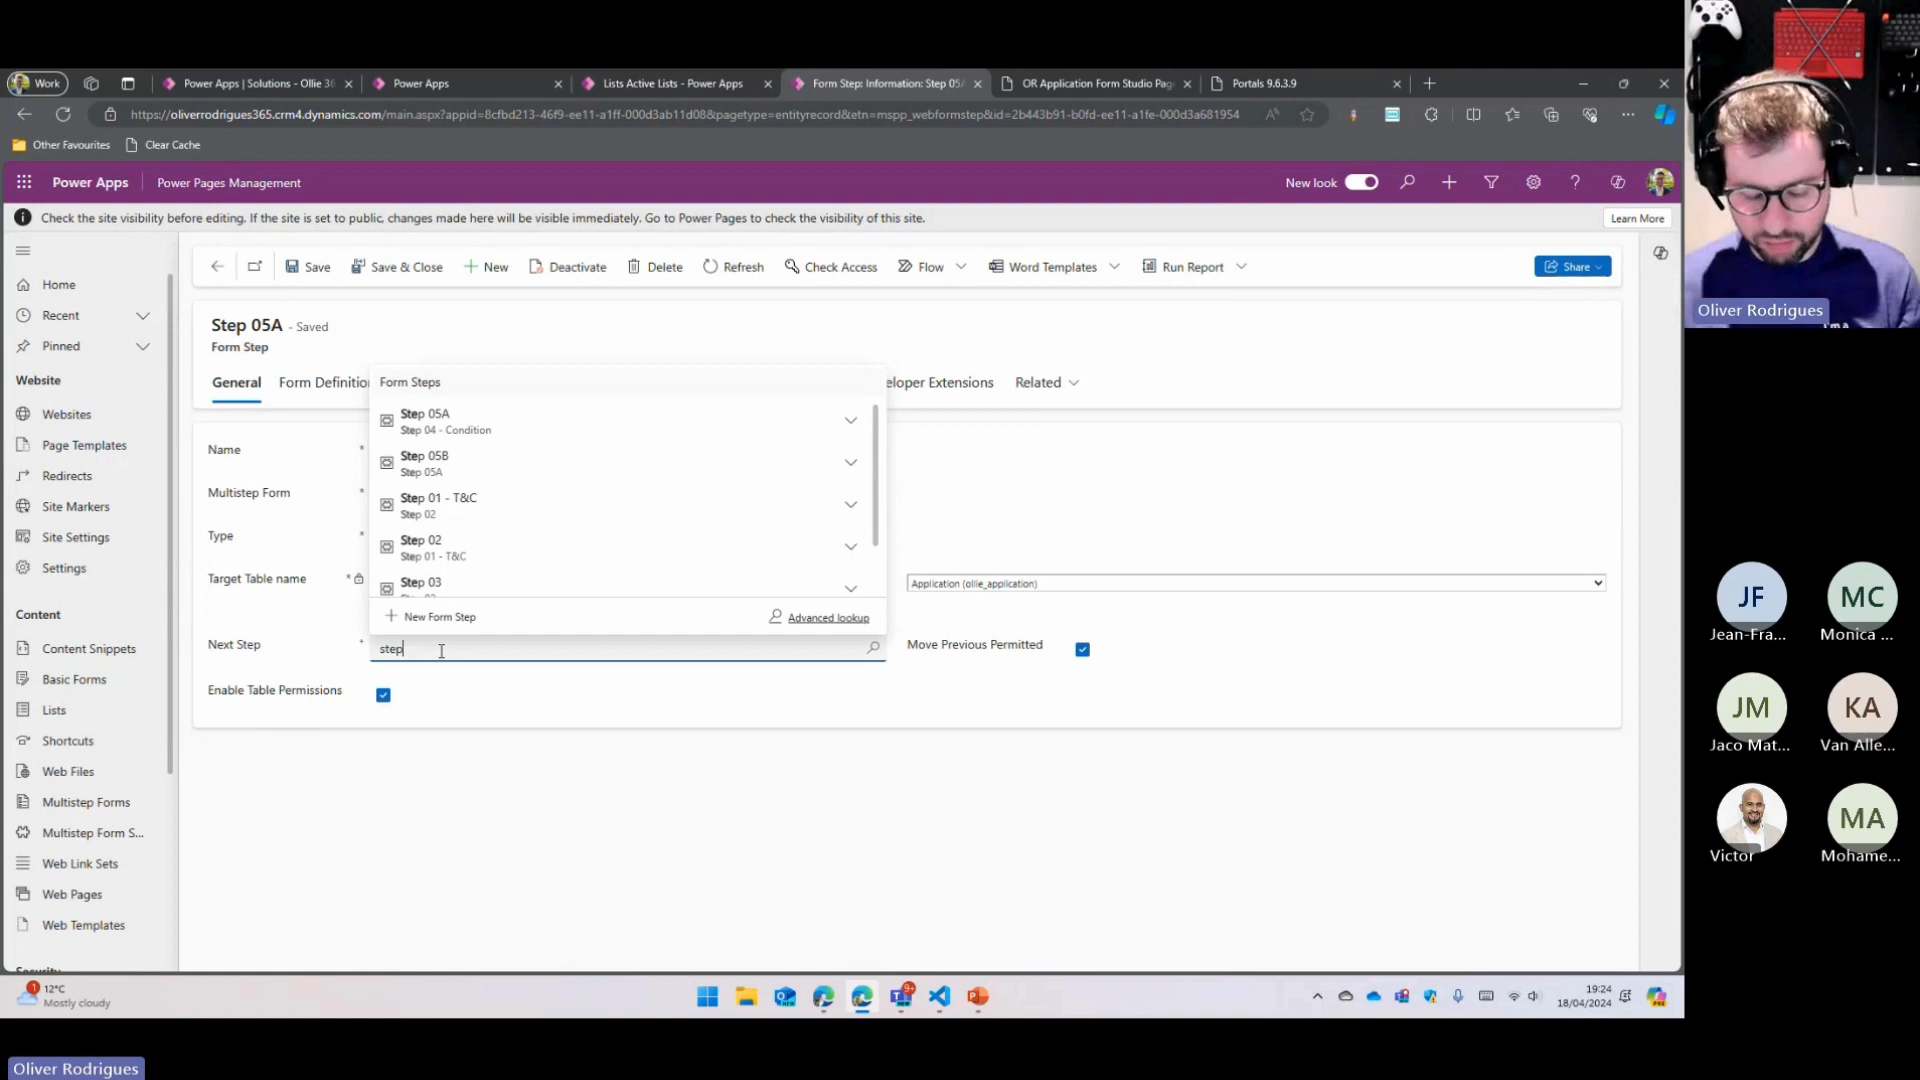 Work
Power Apps | Solutions - Ollie 36
Power Apps
Lists Active Lists - Power Apps
Form Step: Information: Step 05A
OR Application Form Studio Pag
Portals 9.6.3.9
https://oliverrodrigues365.crm4.dynamics.com/main.aspx?appid=8cfbd213-46f9-ee11-a1ff-000d3ab11d08&pagetype=entityrecord&etn=mspp_webformstep&id=2b443b91-b0fd-ee11-a1fe-000d3a681954
Other Favourites
Clear Cache
Power Apps
Power Pages Management
New look
Check the site visibility before editing. If the site is set to public, changes made here will be visible immediately. Go to Power Pages to check the visibility of this site.
Learn More
Save
Save & Close
New
Deactivate
Delete
Refresh
Check Access
Flow
Word Templates
Run Report
Share
Home
Recent
Pinned
Website
Websites
Page Templates
Redirects
Site Markers
Site Settings
Settings
Content
Content Snippets
Basic Forms
Lists
Shortcuts
Web Files
Multistep Forms
Multistep Form S...
Web Link Sets
Web Pages
Web Templates
Step 05A - Saved
Form Step
General
Form Definition
eloper Extensions
Related
Name *
Multistep Form *
Type *
Target Table name *
Application (ollie_application)
Form Steps
Step 05A
Step 04 - Condition
Step 05B
Step 05A
Step 01 - T&C
Step 02
Step 02
Step 01 - T&C
Step 03
New Form Step
Advanced lookup
Next Step *
step
Move Previous Permitted
Enable Table Permissions
1
12°C
Mostly cloudy
9+
19:24
18/04/2024
Oliver Rodrigues
JF
Jean-Fra...
MC
Monica ...
JM
Jaco Mat...
KA
Van Alle...
Victor
MA
Mohame...
Oliver Rodrigues